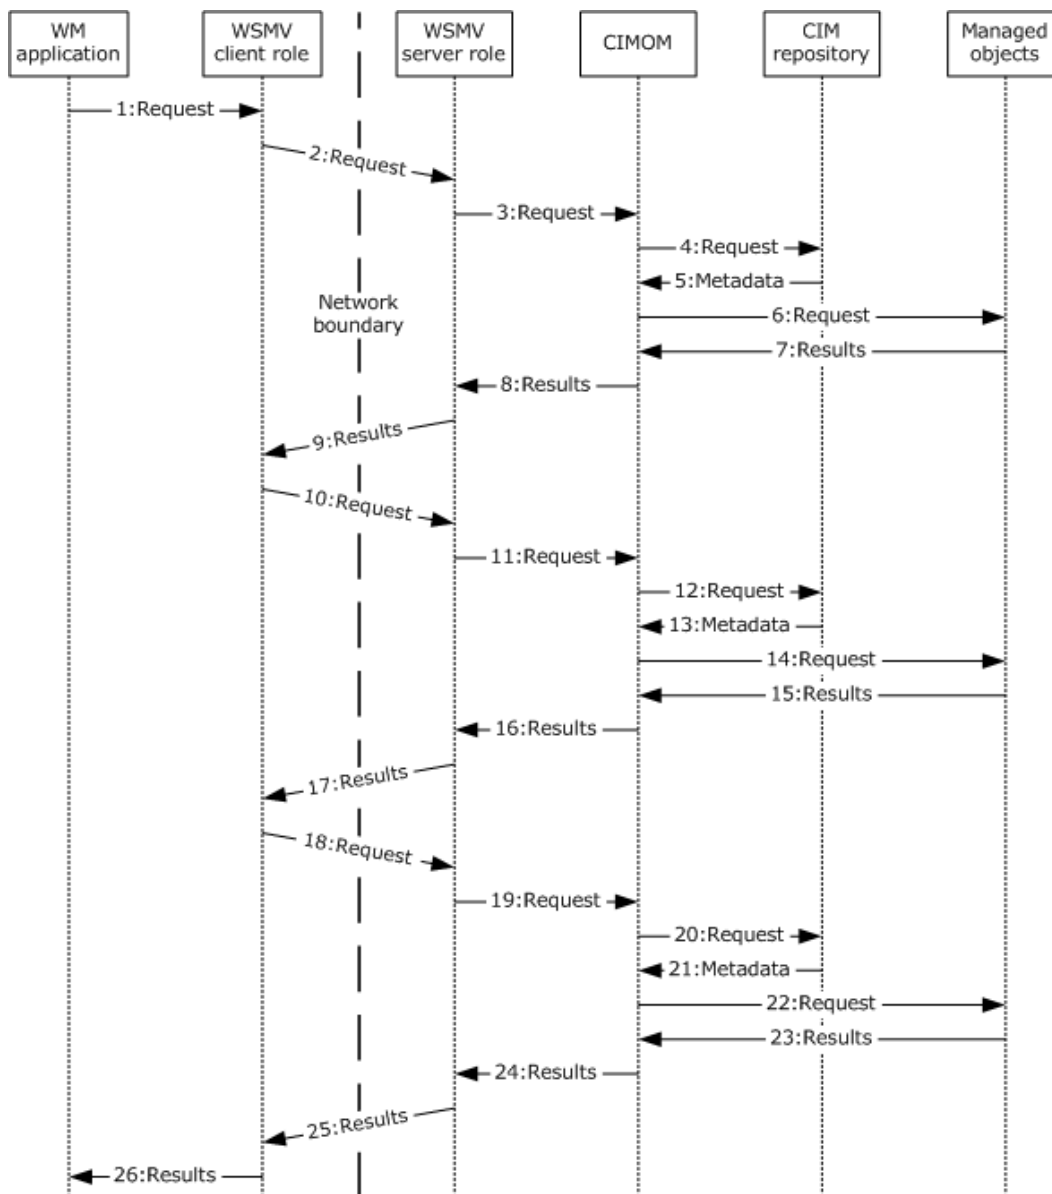 WM
application
WSMV
client role
WSMV
server role
CIMOM
CIM
repository
Managed
objects
1:Request
2:Request
3:Request
4:Request
5:Metadata
Network
boundary
6:Request
7:Results
8:Results
9:Results
10:Request
11:Request
12:Request
13:Metadata
14:Request
15:Results
16:Results
17:Results
18:Request
19:Request
20:Request
21:Metadata
22:Request
23:Results
24:Results
25:Results
26:Results